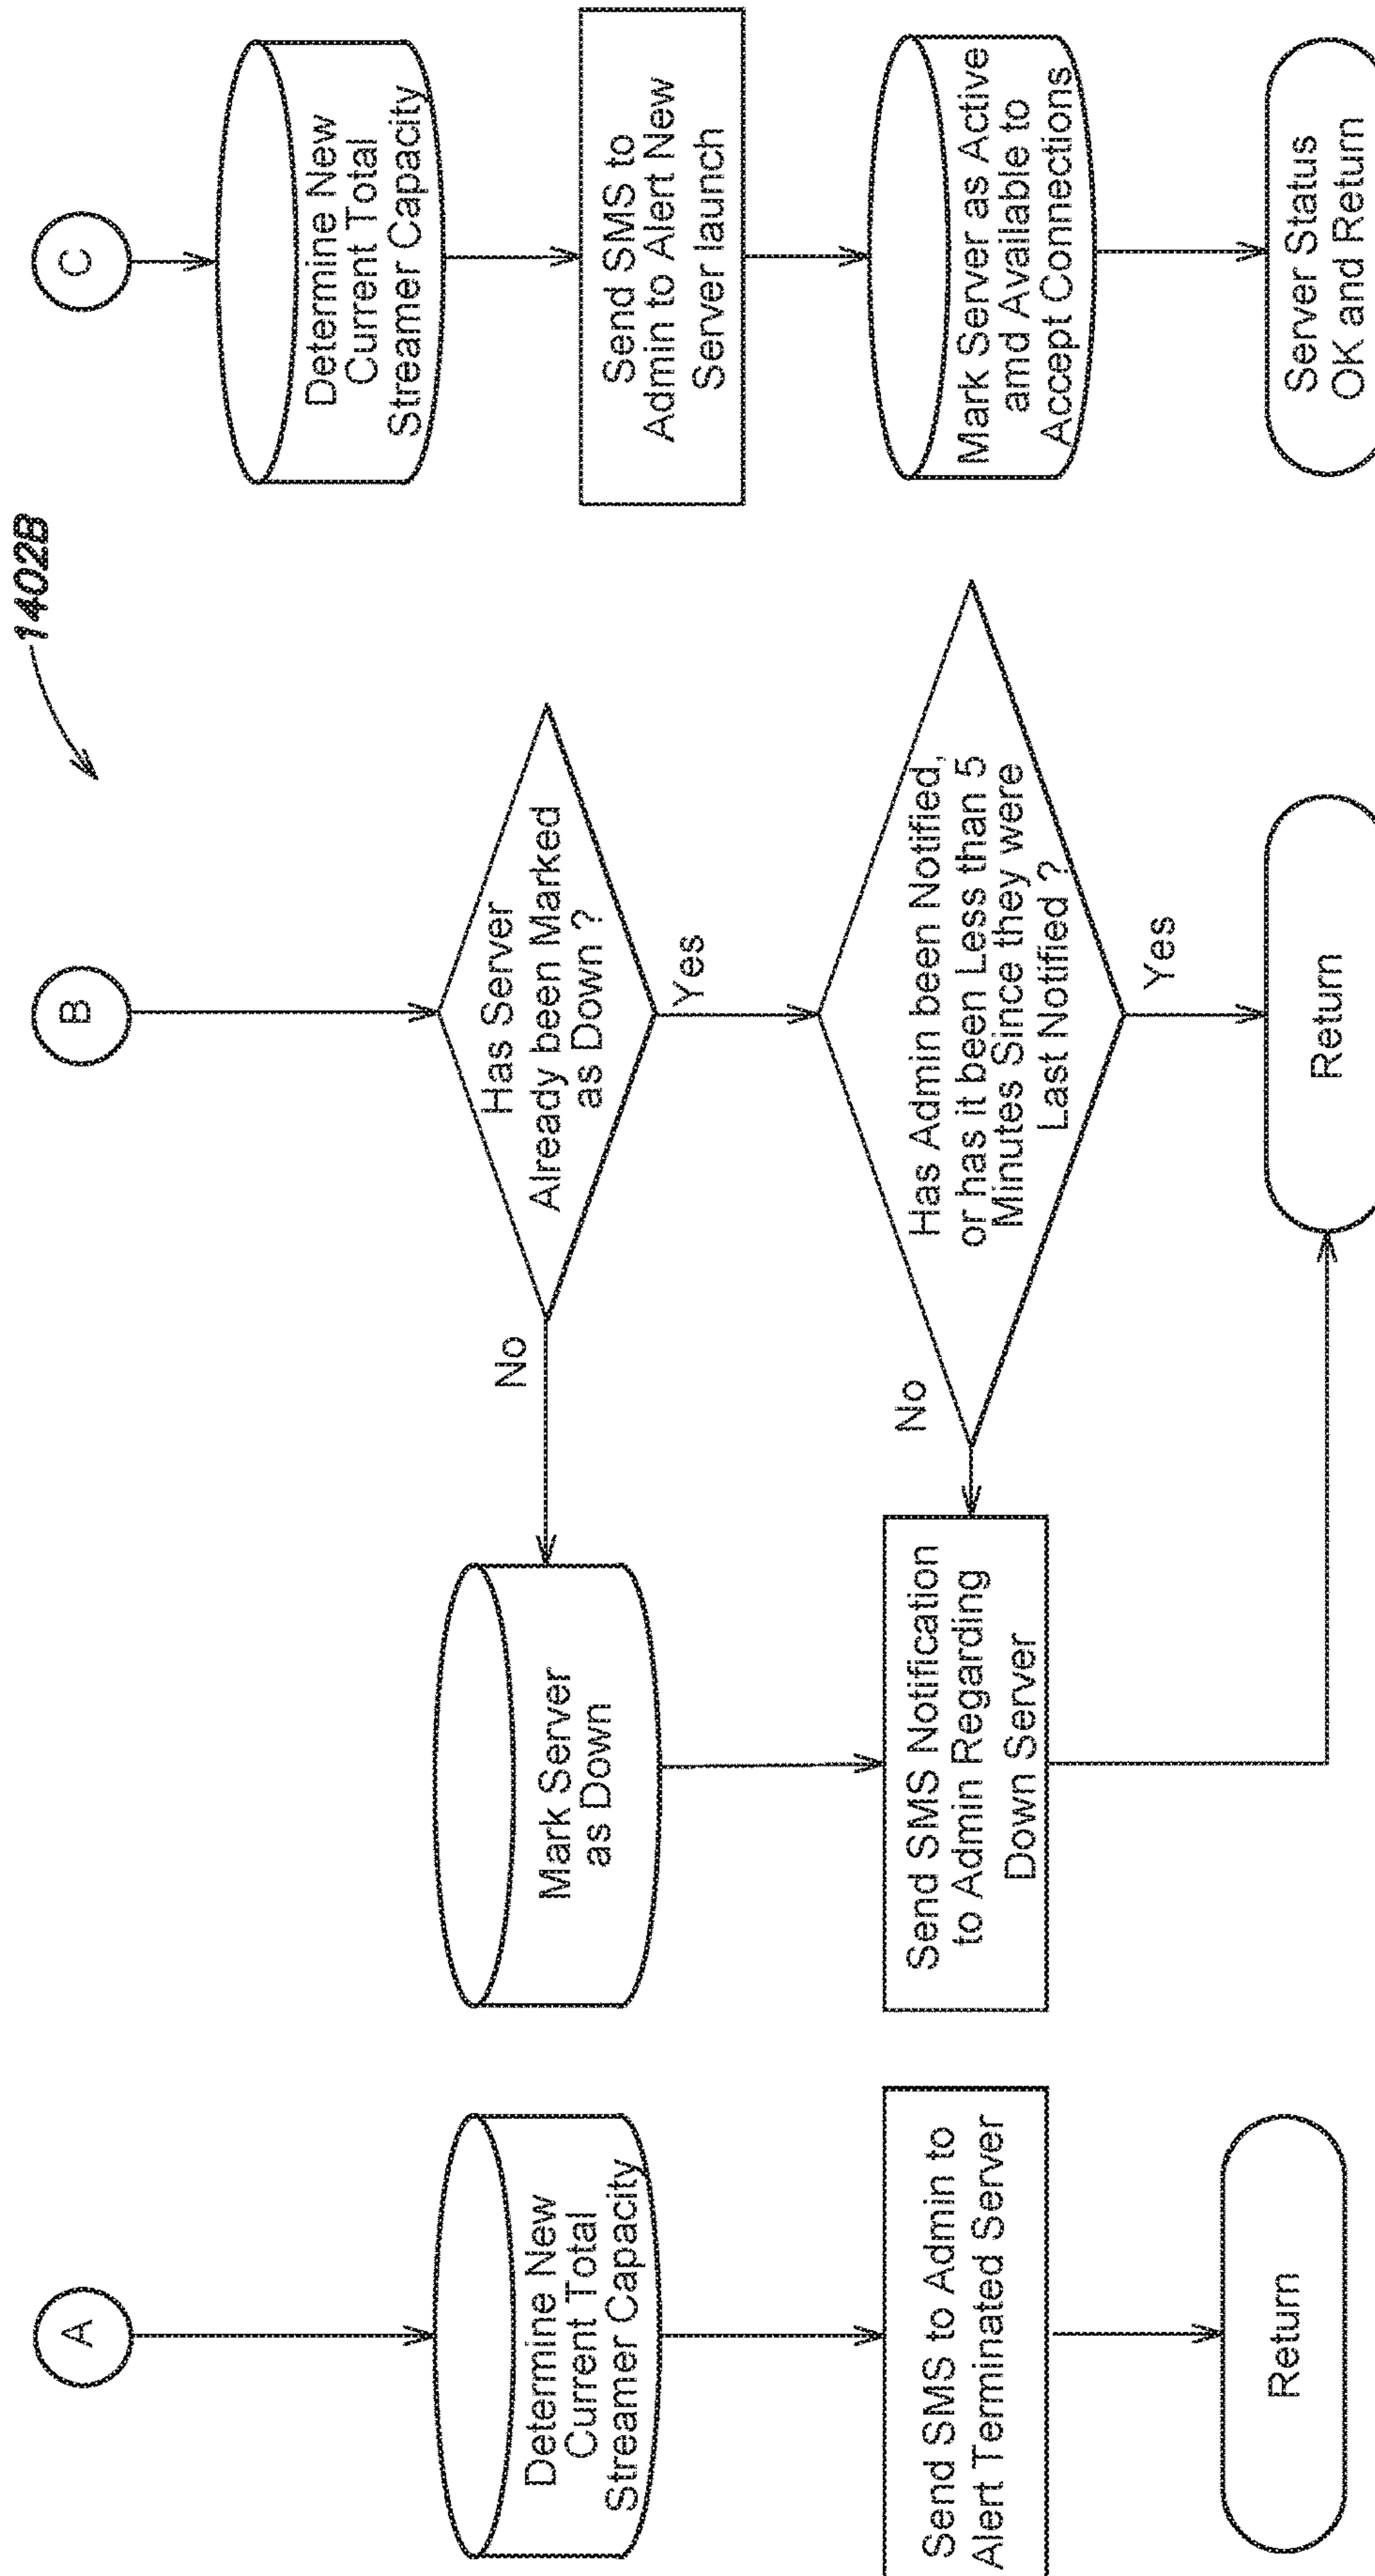 1402B
A
Determine New
Current Total
Streamer Capacity
Send SMS to Admin to
Alert Terminated Server
Return
B
Has Server
Already been Marked
as Down ?
No
Yes
Mark Server
as Down
Has Admin been Notified,
or has it been Less than 5
Minutes Since they were
Last Notified ?
No
Yes
Send SMS Notification
to Admin Regarding
Down Server
Return
C
Determine New
Current Total
Streamer Capacity
Send SMS to
Admin to Alert New
Server launch
Mark Server as Active
amd Available to
Accept Connections
Server Status
OK and Return